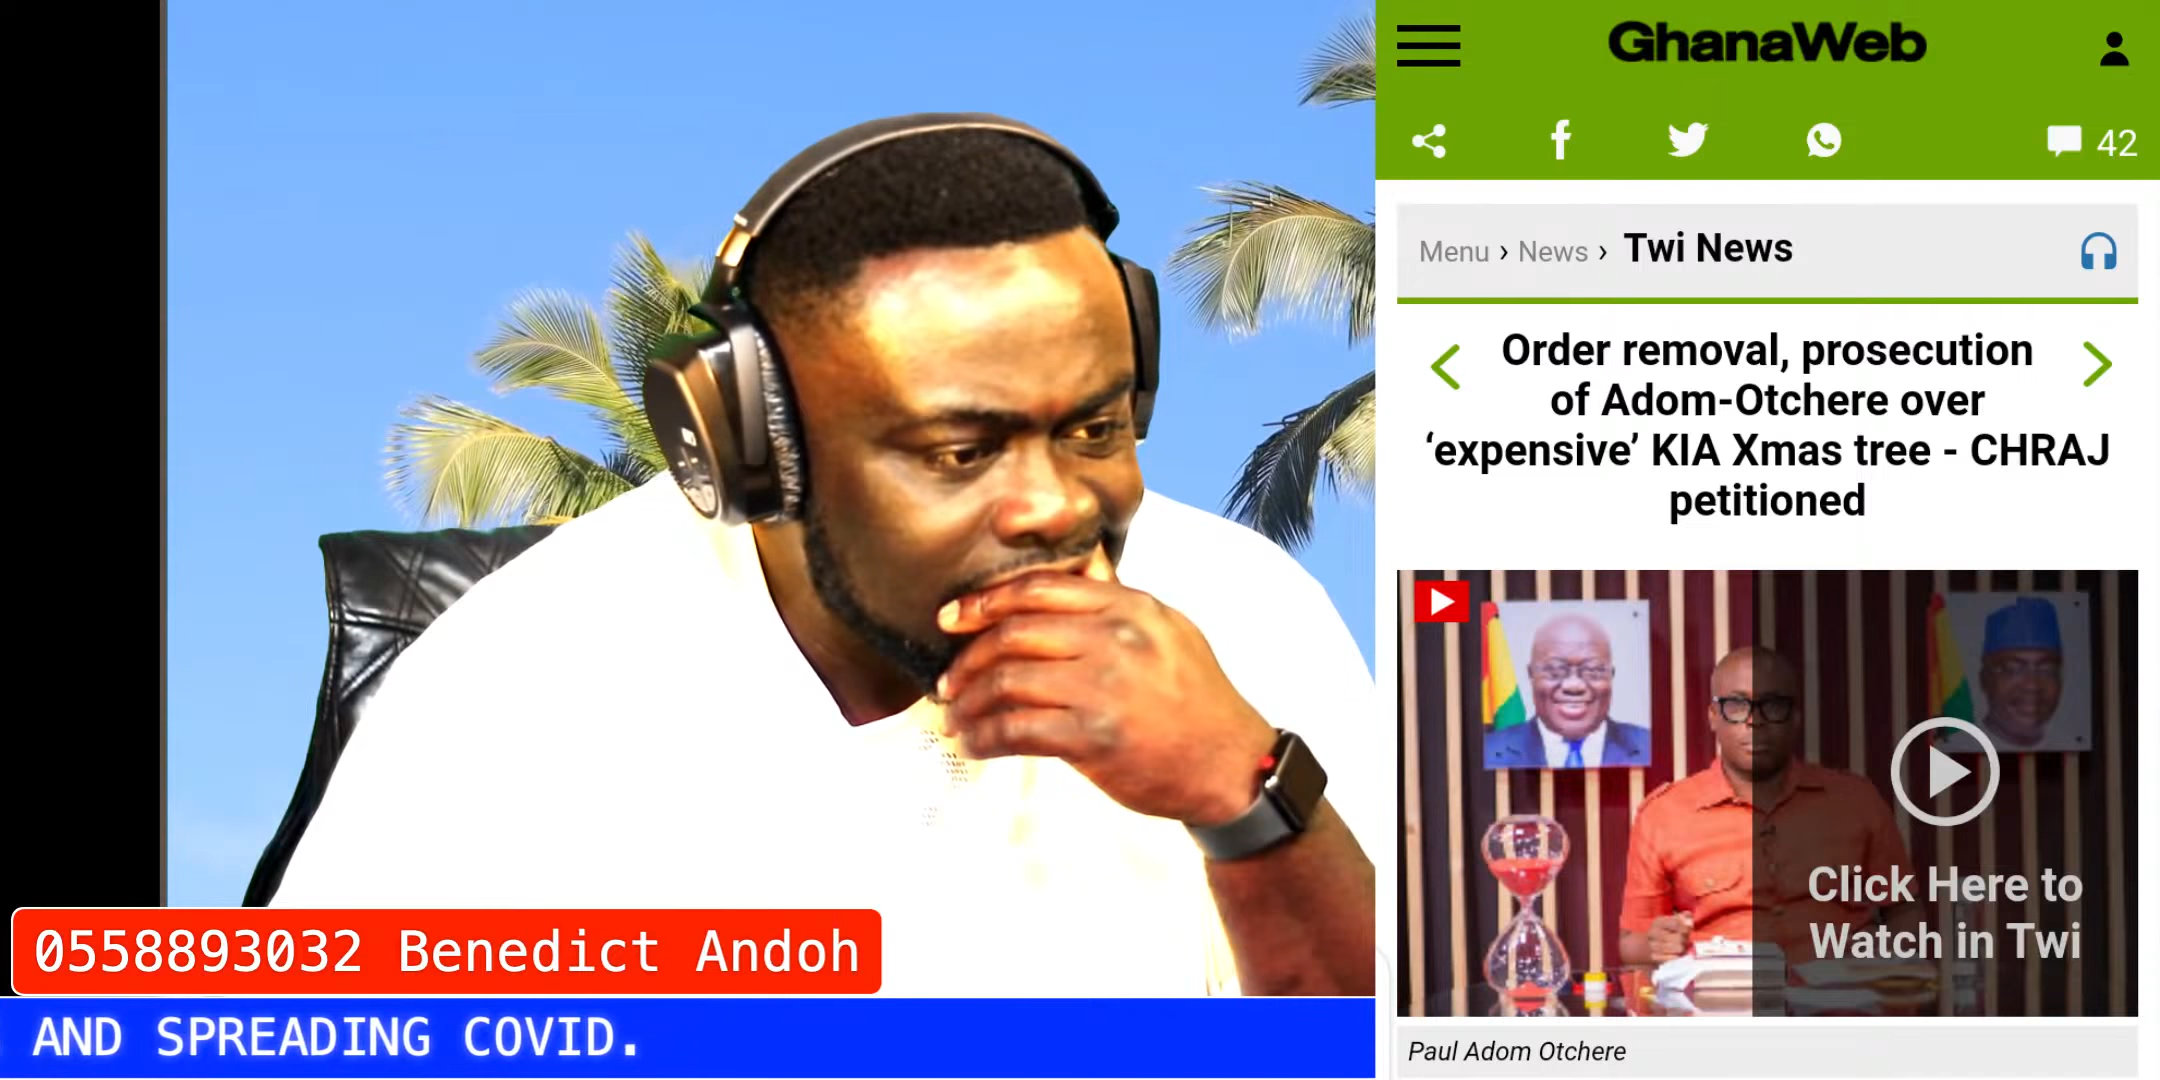 0558893032 Benedict Andoh
AND SPREADING COVID.
GhanaWeb
42
Menu › News › Twi News
Order removal, prosecution
of Adom-Otchere over
‘expensive’ KIA Xmas tree - CHRAJ
petitioned
Click Here to
Watch in Twi
Paul Adom Otchere